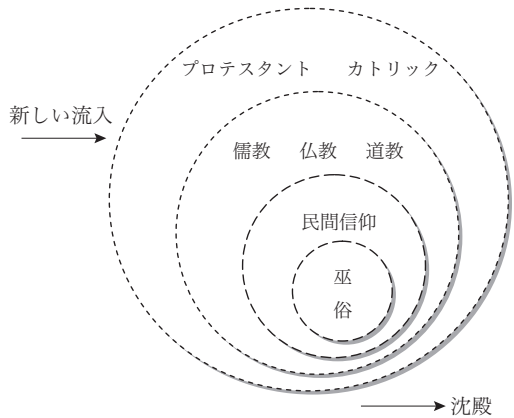 プロテスタント　カトリック
新しい流入
儒教　仏教　道教
民間信仰
巫
俗
沈殿